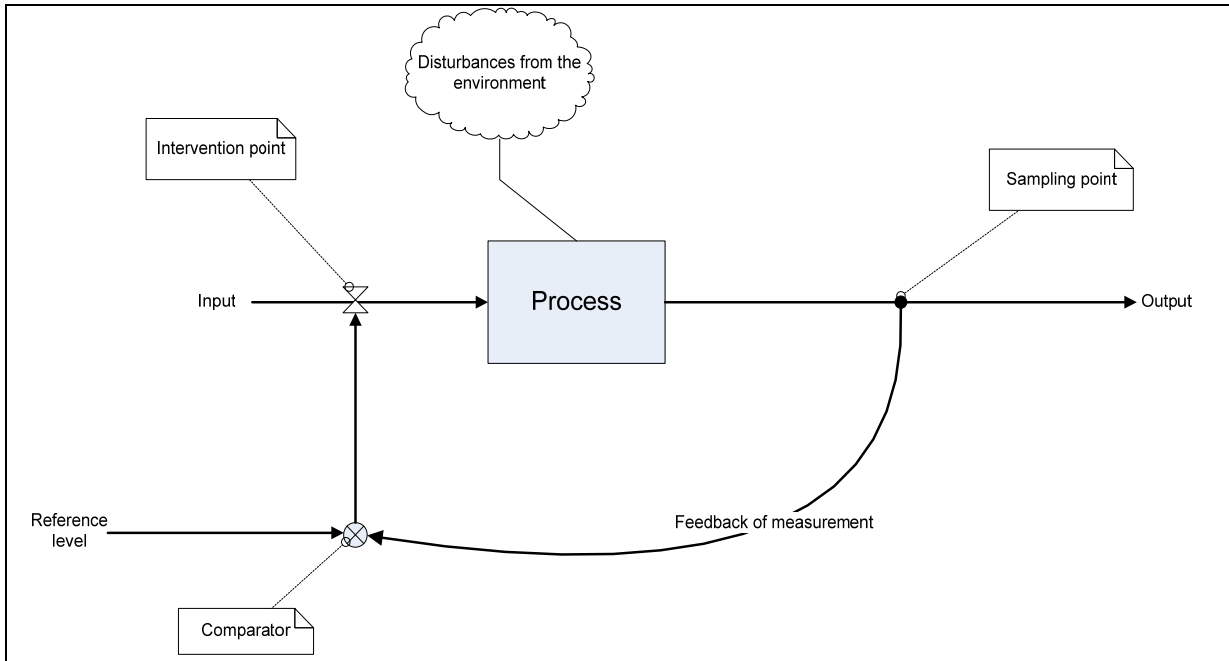 Disturbances from the
environment
Intervention point
Sampling point
Input
Process
Output
Reference
level
Feedback of measurement
Comparator